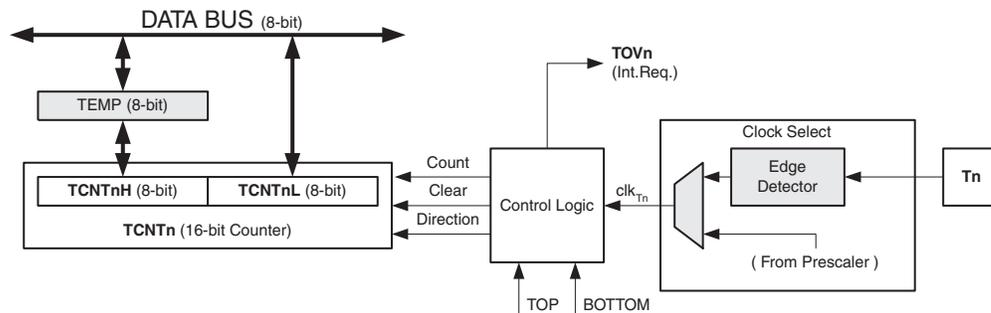 DATA BUS (8-bit)
TOVn
(Int.Req.)
TEMP (8-bit)
Clock Select
Count
Edge
Detector
TCNTnH (8-bit) TCNTnL (8-bit)
Clear
clkTn
Tn
Control Logic
Direction
TCNTn (16-bit Counter)
( From Prescaler )
TOP BOTTOM